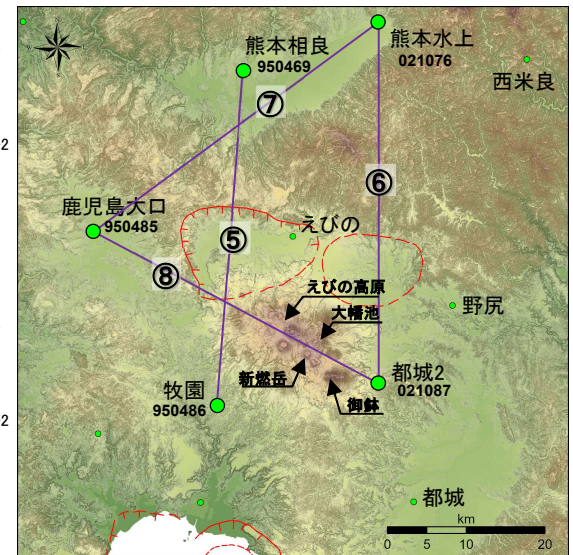 熊本相良
950469
熊本水上
021076
西米良
⑦
2
⑥
鹿児島大口
950485
えびの
⑤
⑧
えびの高原
大幡池
野尻
新燃岳
都城2
021087
牧園
950486
御鉢
2
都城
km
0 5 10 20